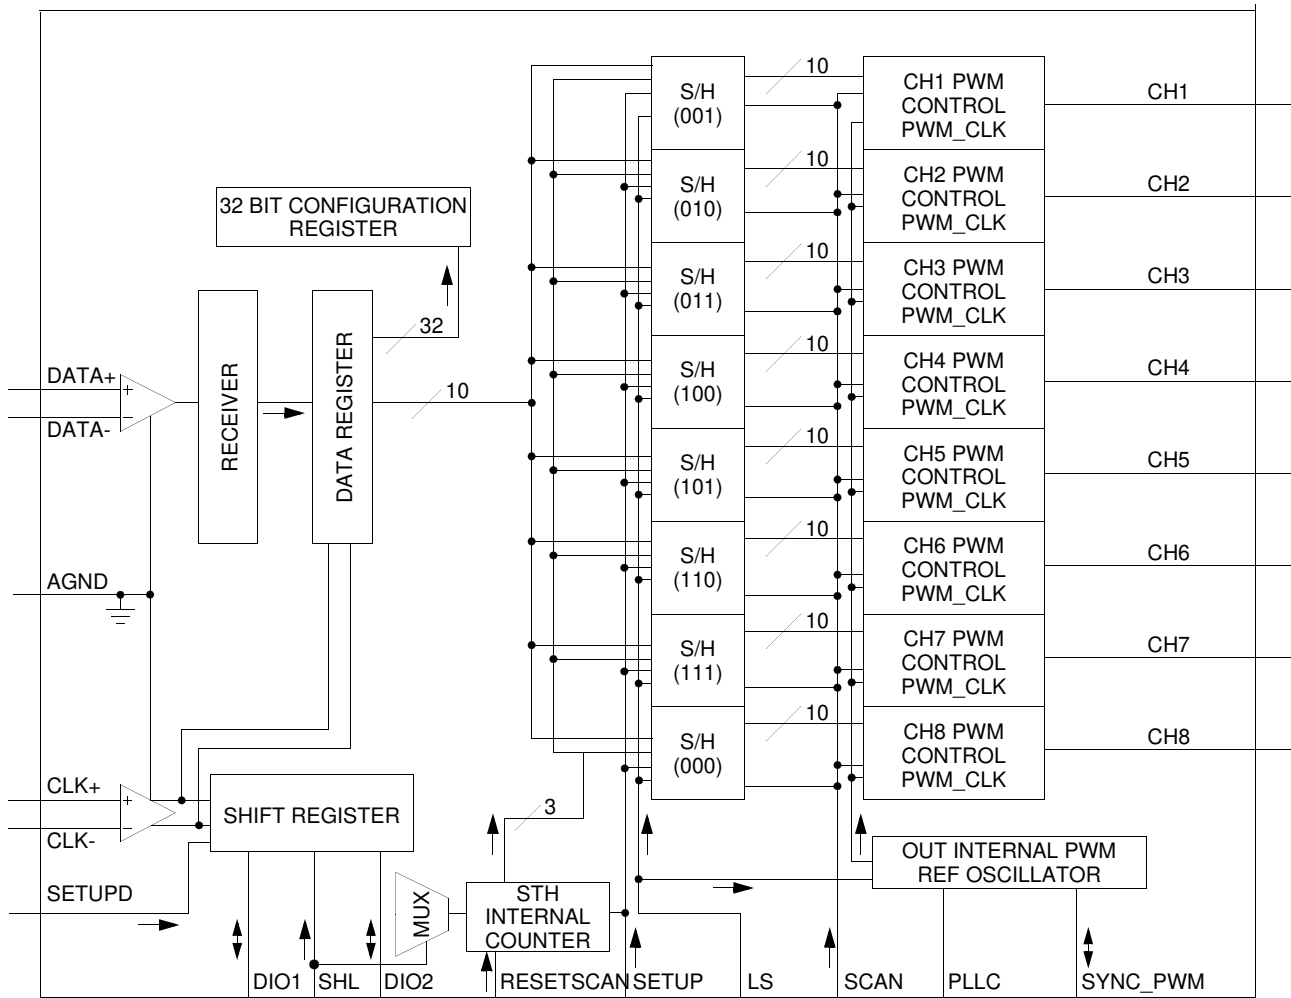 10
S/H
(001)
CH1 PWM
CONTROL
PWM_CLK
CH1
10
S/H
(010)
CH2 PWM
CONTROL
PWM_CLK
CH2
32 BIT CONFIGURATION
REGISTER
10
S/H
(011)
CH3 PWM
CONTROL
PWM_CLK
CH3
32
10
S/H
(100)
CH4 PWM
CONTROL
PWM_CLK
CH4
DATA+
+
−
DATA-
RECEIVER
DATA REGISTER
10
10
S/H
(101)
CH5 PWM
CONTROL
PWM_CLK
CH5
10
S/H
(110)
CH6 PWM
CONTROL
PWM_CLK
CH6
AGND
10
S/H
(111)
CH7 PWM
CONTROL
PWM_CLK
CH7
10
S/H
(000)
CH8 PWM
CONTROL
PWM_CLK
CH8
CLK+
+
−
CLK-
SHIFT REGISTER
3
OUT INTERNAL PWM
REF OSCILLATOR
SETUPD
MUX
STH
INTERNAL
COUNTER
DIO1
SHL
DIO2
RESETSCAN
SETUP
LS
SCAN
PLLC
SYNC_PWM